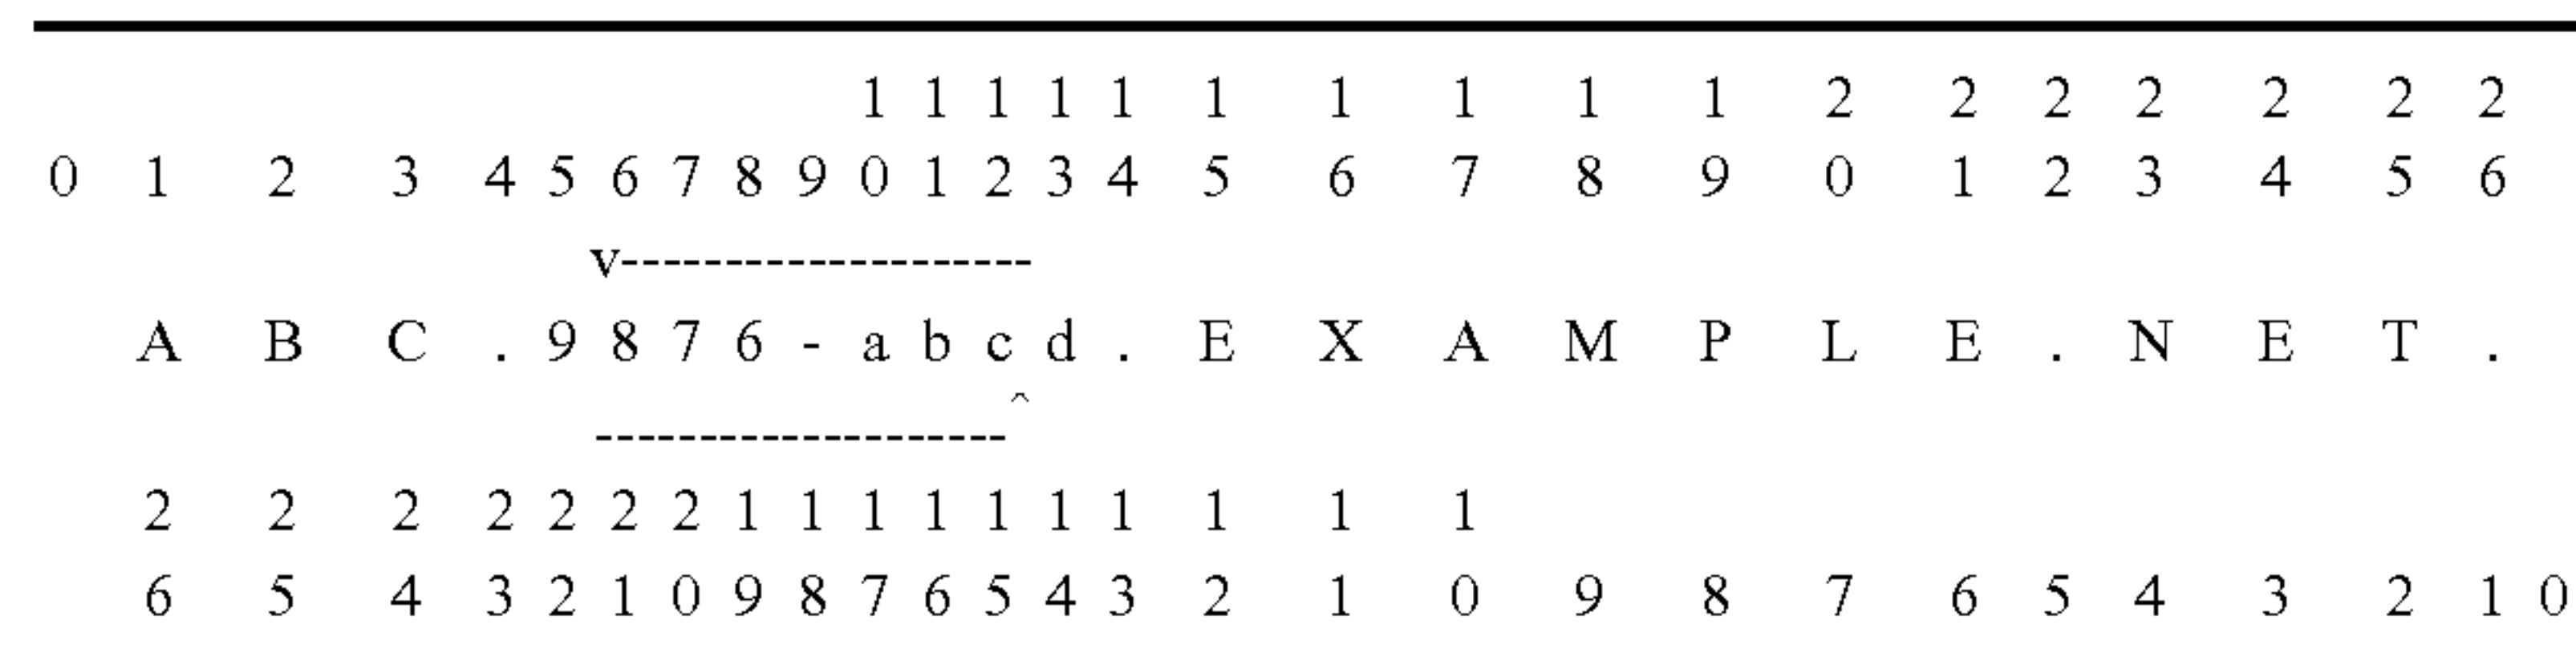 1 1 1 1 1 1 1 1 1 1 2 2 2 2 2 2 2
0 1 2 3 4 5 6 7 8 9 0 1 2 3 4 5 6 7 8 9 0 1 2 3 4 5 6
v--------------------
A B C . 9 8 7 6 - a b c d . E X A M P L E . N E T .
^
--------------------
2 2 2 2 2 2 2 1 1 1 1 1 1 1 1 1 1
6 5 4 3 2 1 0 9 8 7 6 5 4 3 2 1 0 9 8 7 6 5 4 3 2 1 0